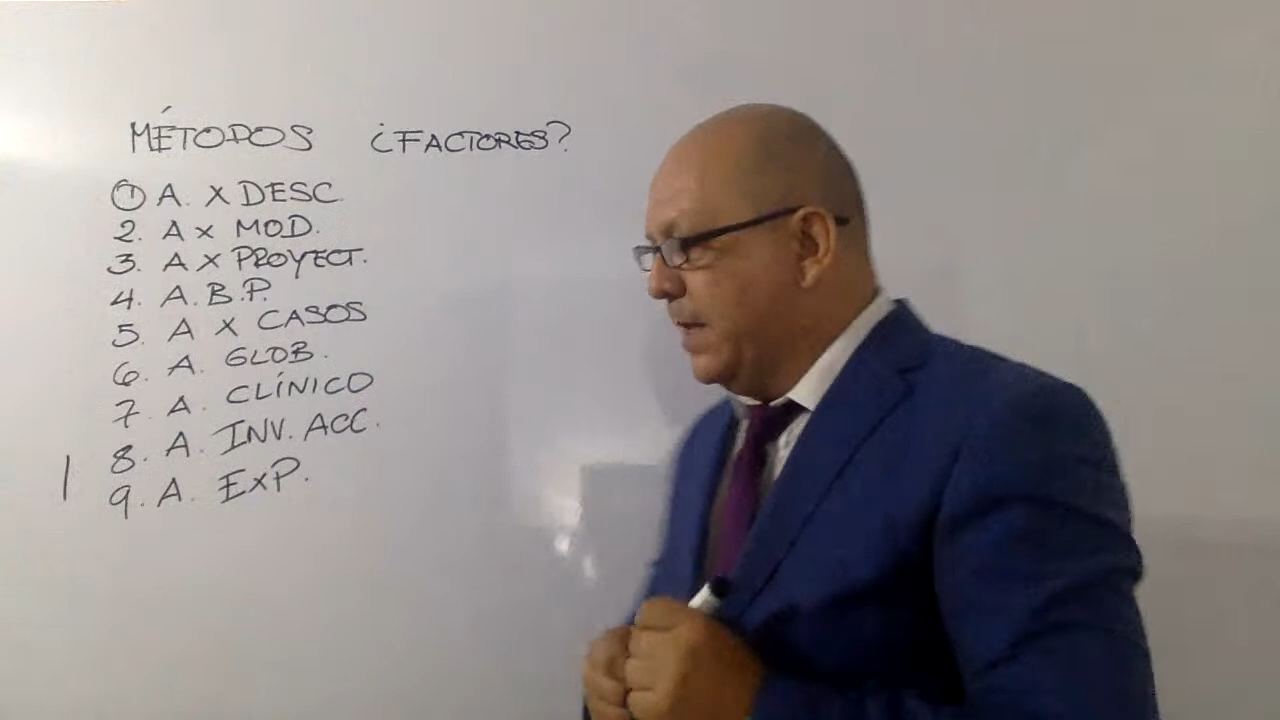 MÉTODOS ¿FACTORES?
1 A. X DESC.
2. A X MOD.
3. A X PROYECT.
4. A.B.P.
5. A X CASOS
6. A. GLOB.
7. A. CLÍNICO
8. A. INV. ACC.
9. A. EXP.